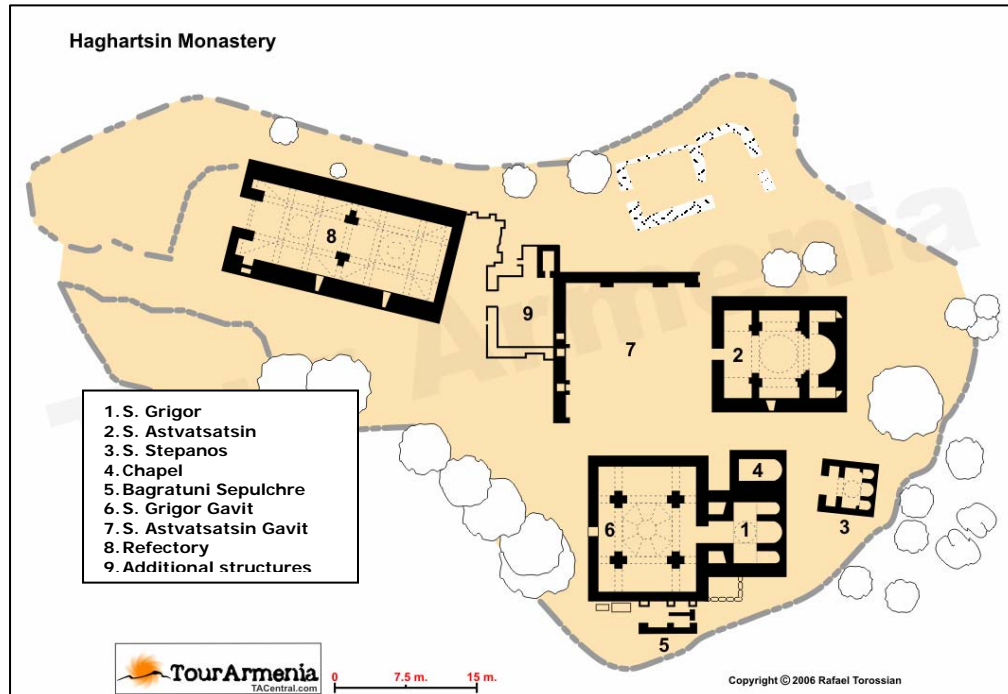 Haghartsin Monastery
8
9
7
2
4
1
6
3
5
1. S. Grigor
2. S. Astvatsatsin
3. S. Stepanos
4. Chapel
5. Bagratuni Sepulchre
6. S. Grigor Gavit
7. S. Astvatsatsin Gavit
8. Refectory
9. Additional structures
TourArmenia
TACentral.com
0 7.5 m. 15 m.
Copyright © 2006 Rafael Torossian
Tour Armenia